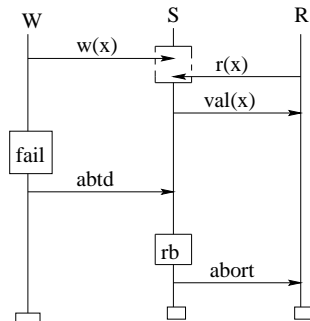 W S R
w(x)
r(x)
val(x)
fail
abtd
rb
abort